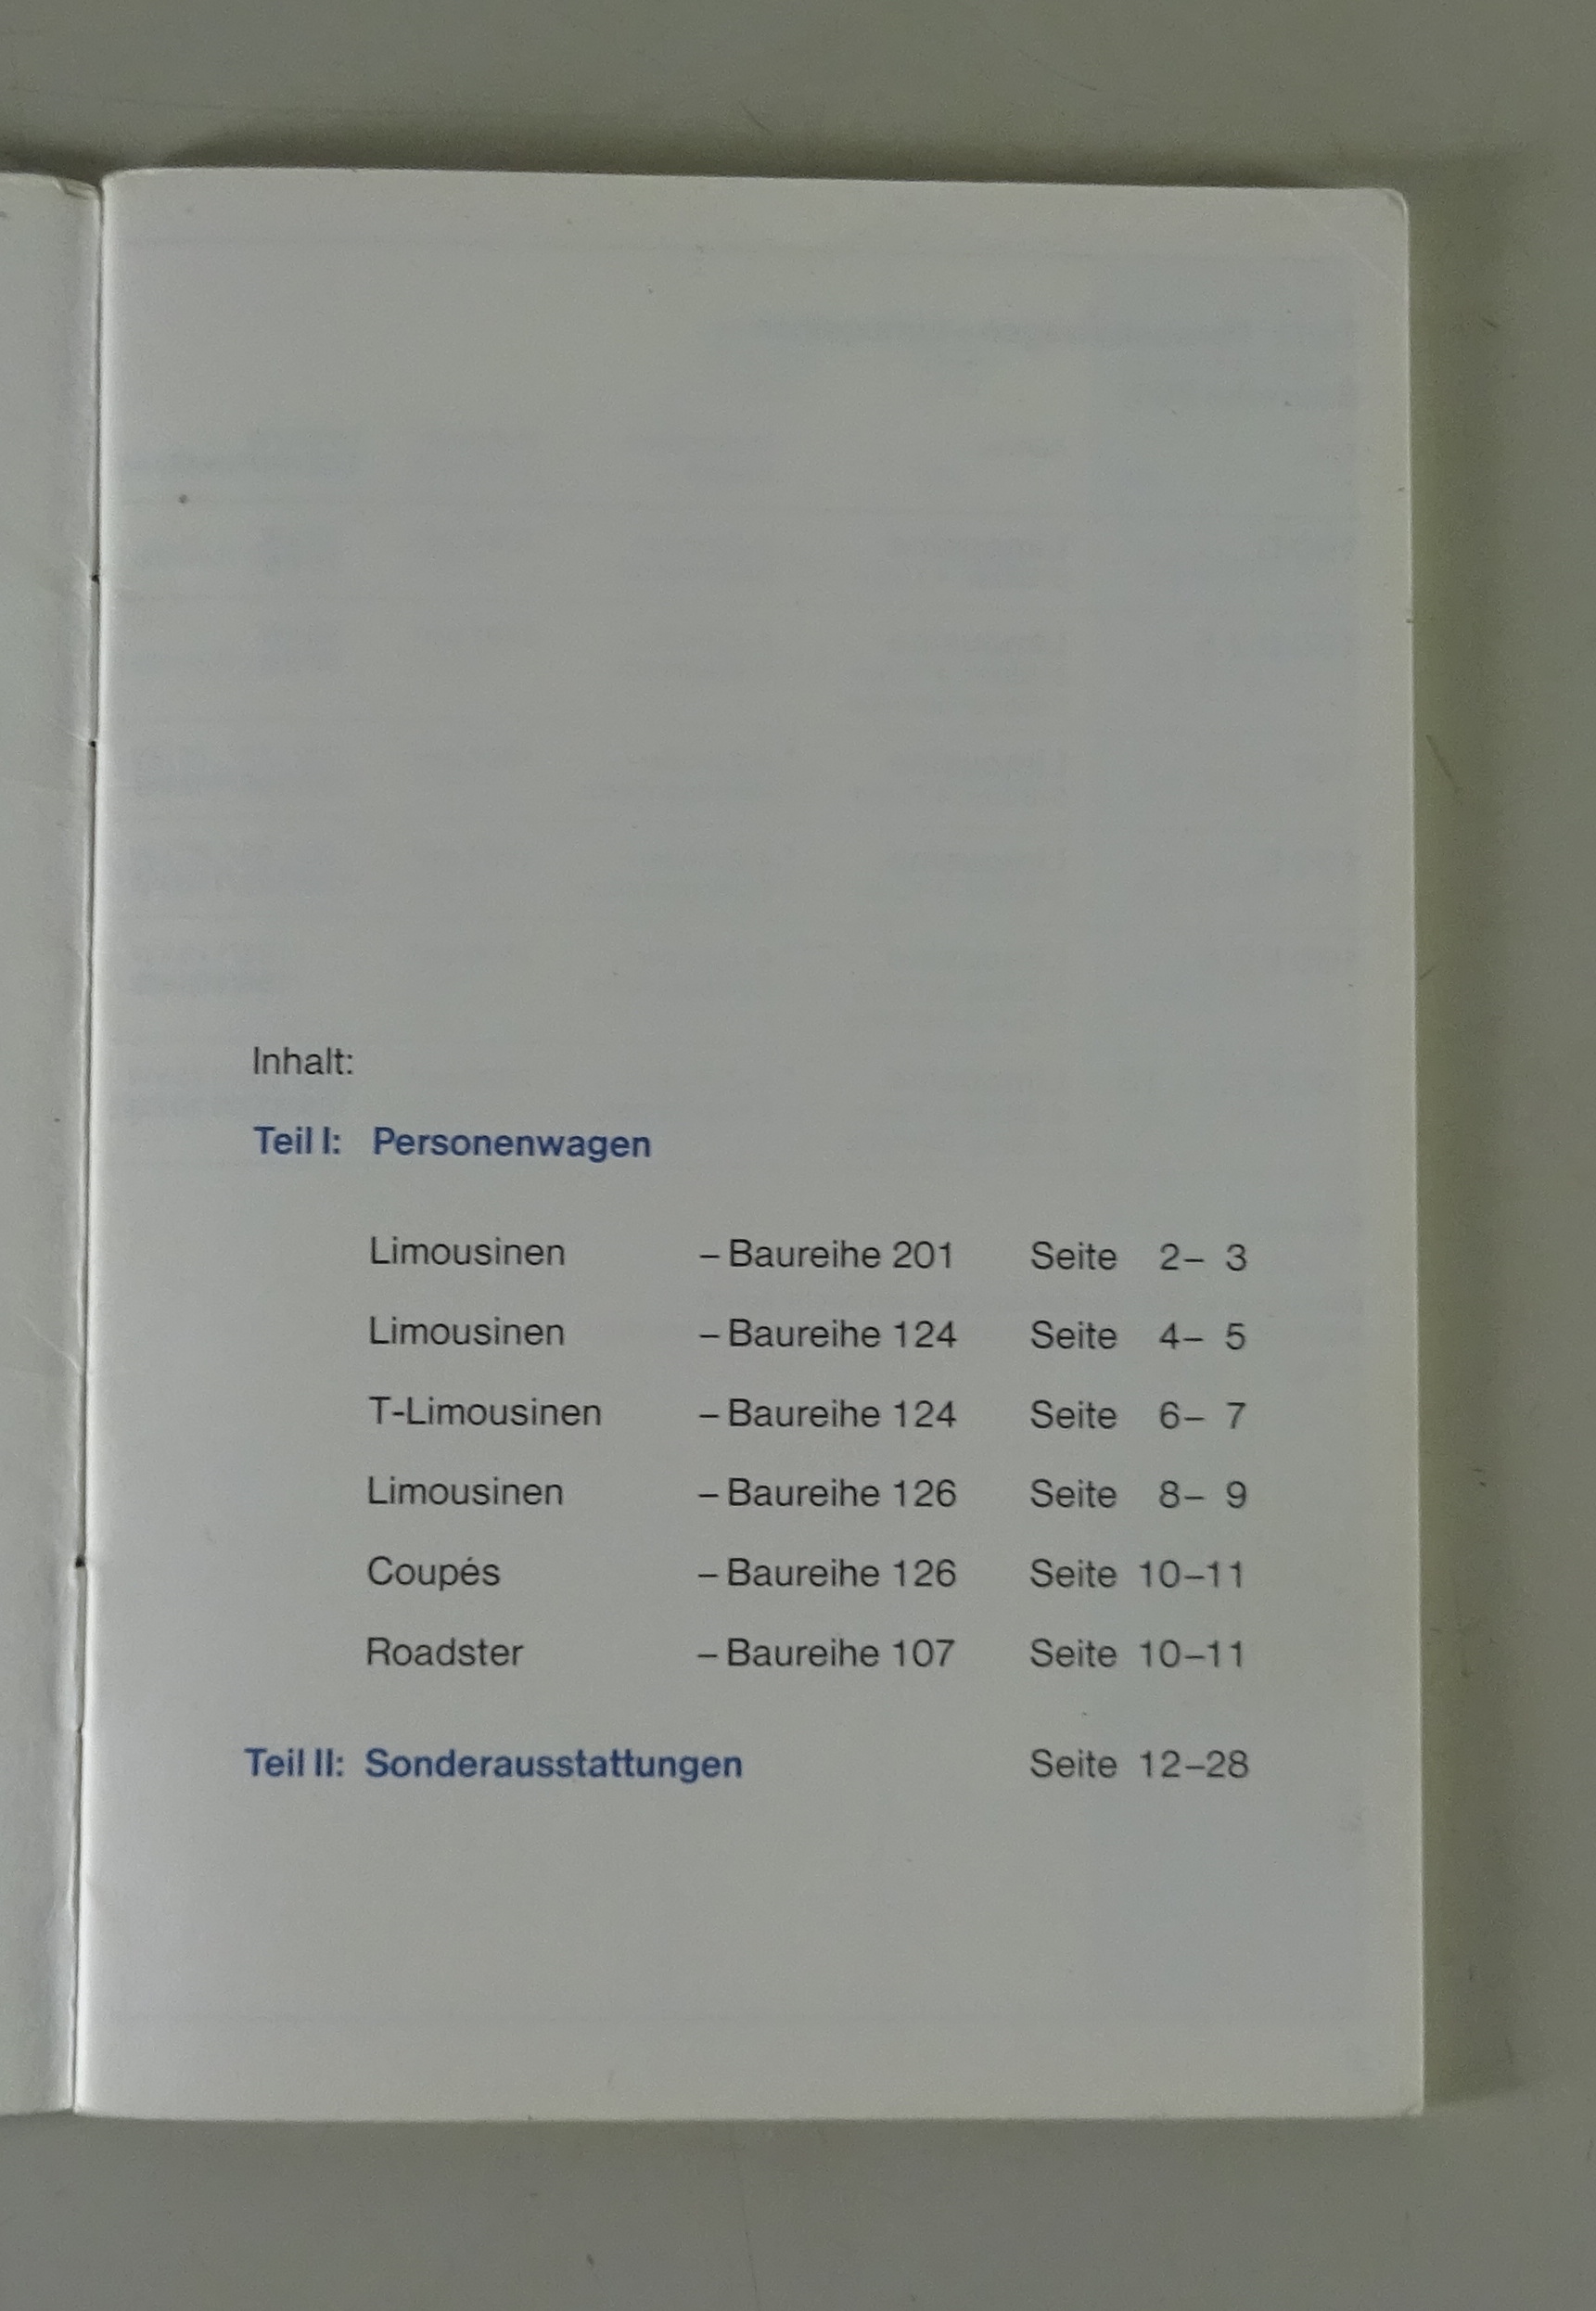 Inhalt:
Teil I: Personenwagen
Limousinen – Baureihe 201 Seite 2– 3
Limousinen – Baureihe 124 Seite 4– 5
T-Limousinen – Baureihe 124 Seite 6– 7
Limousinen – Baureihe 126 Seite 8– 9
Coupés – Baureihe 126 Seite 10–11
Roadster – Baureihe 107 Seite 10–11
Teil II: Sonderausstattungen Seite 12–28